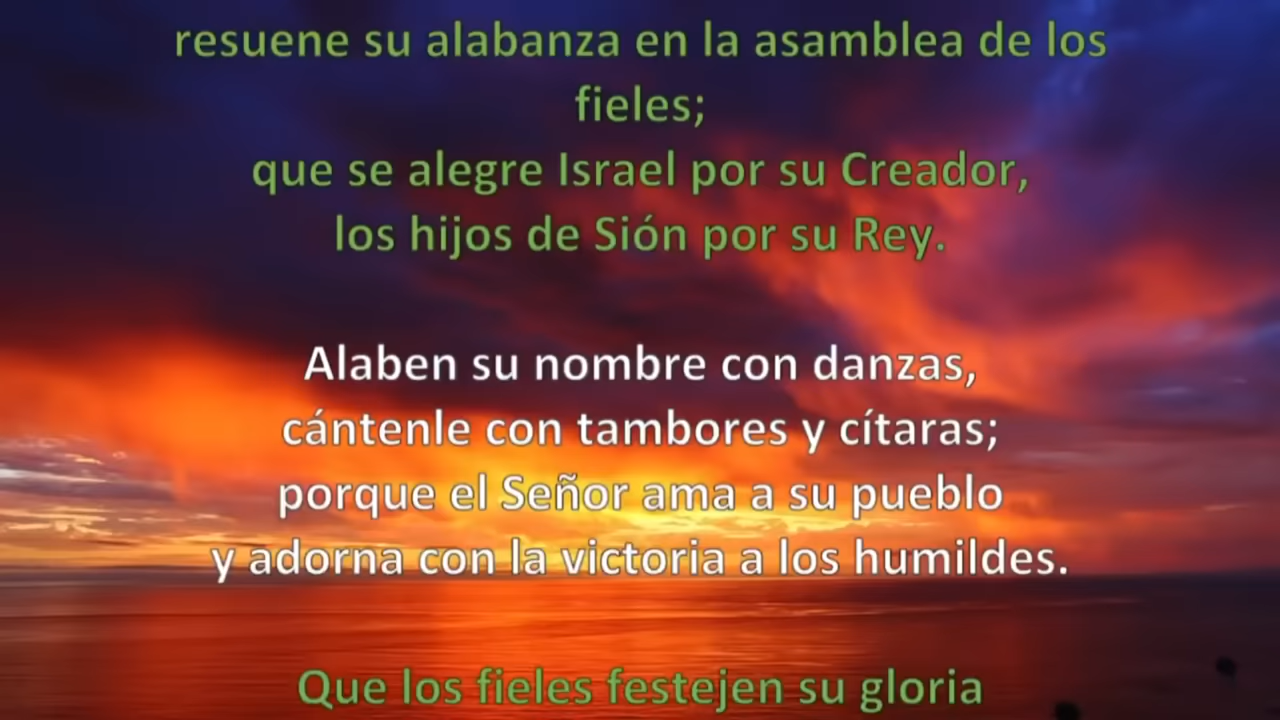 resuene su alabanza en la asamblea de los
fieles;
que se alegre Israel por su Creador,
los hijos de Sión por su Rey.
Alaben su nombre con danzas,
cántenle con tambores y cítaras;
porque el Señor ama a su pueblo
y adorna con la victoria a los humildes.
Que los fieles festejen su gloria